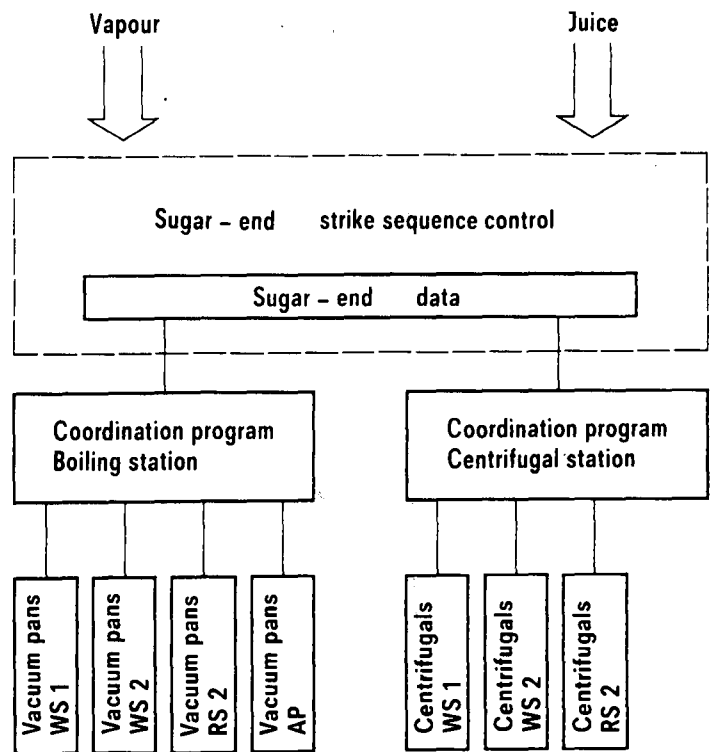 Vapour
Juice
Sugar – end strike sequence control
Sugar – end data
Coordination program
Boiling station
Coordination program
Centrifugal station
Vacuum pans
WS 1
Vacuum pans
WS 2
Vacuum pans
RS 2
Vacuum pans
AP
Centrifugals
WS 1
Centrifugals
WS 2
Centrifugals
RS 2